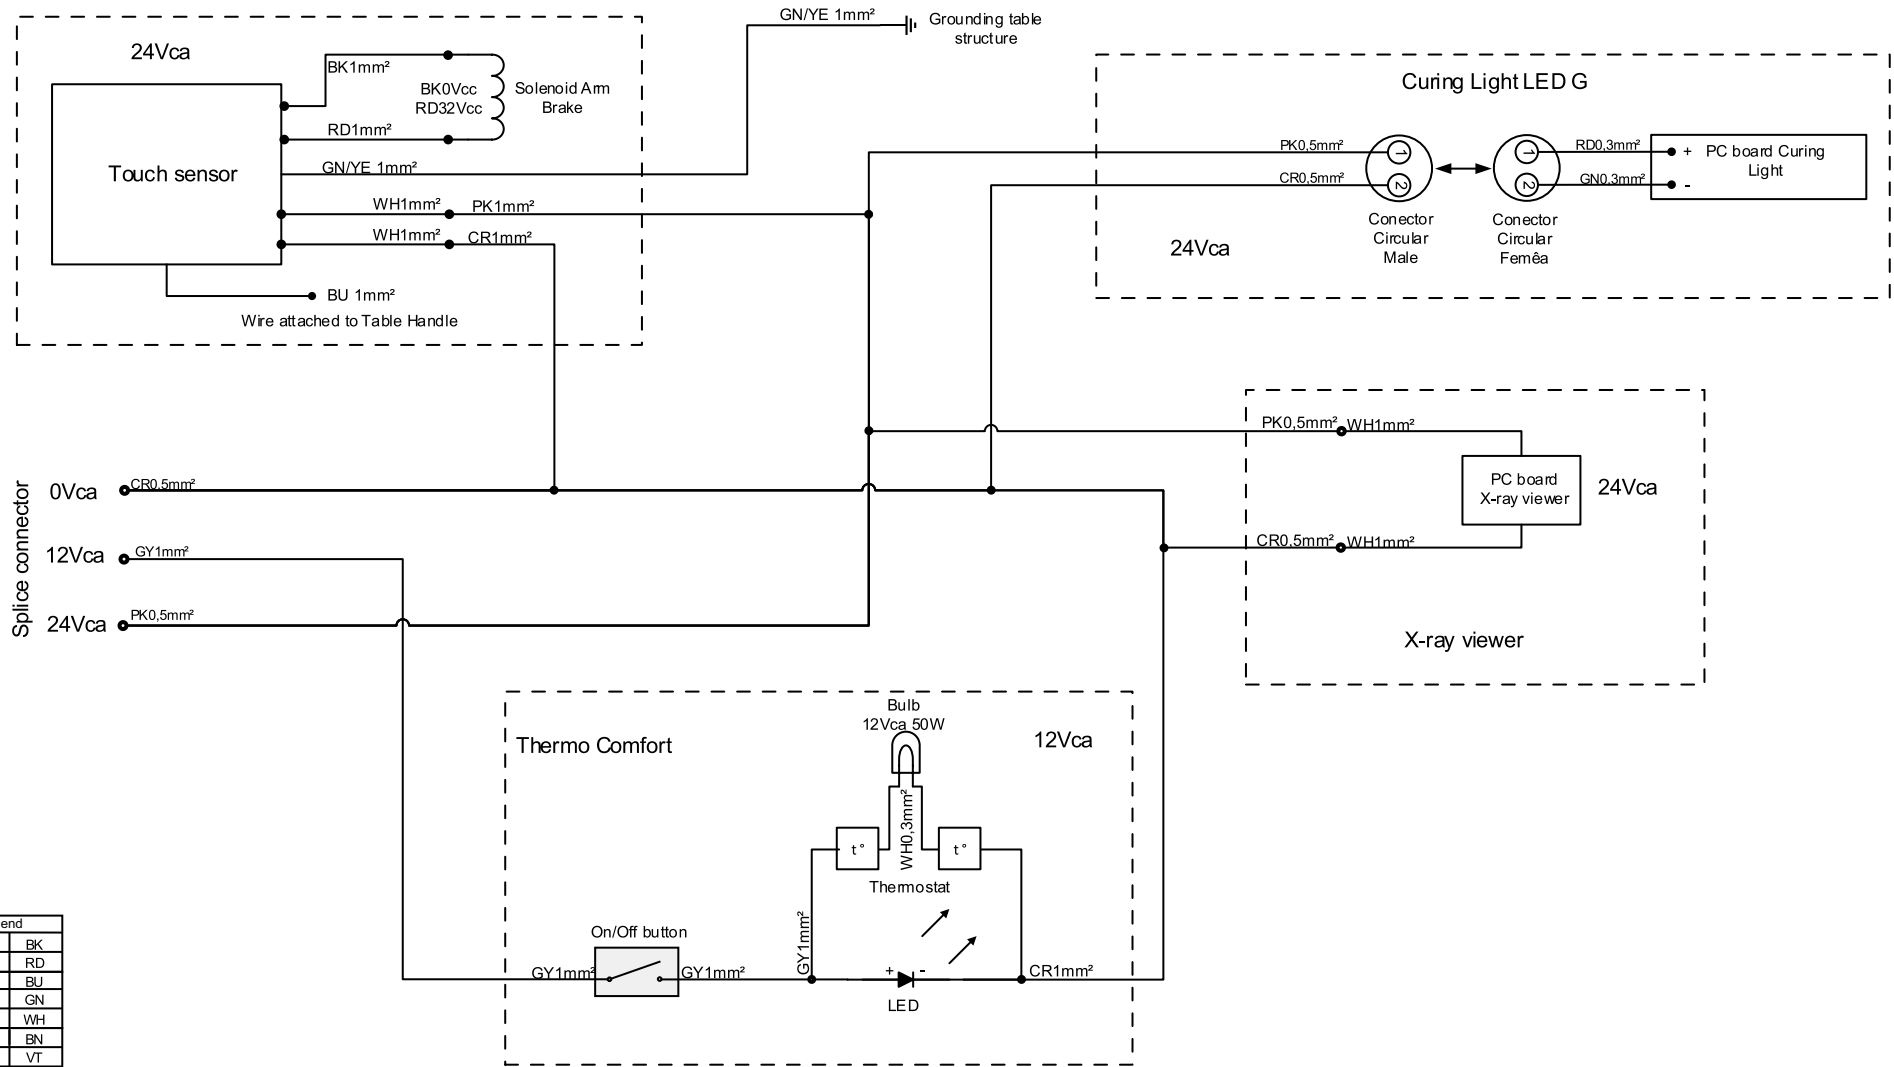 GN/YE 1mm²
Grounding table
structure
24Vca
BK1mm²
BK0Vcc
RD32Vcc
Solenoid Arm
Brake
RD1mm²
Touch sensor
GN/YE 1mm²
WH1mm²
PK1mm²
WH1mm²
CR1mm²
BU 1mm²
Wire attached to Table Handle
Curing Light LED G
PK0,5mm²
1
1
RD0,3mm²
+
PC board Curing
Light
CR0,5mm²
2
2
GN0,3mm²
-
Conector
Circular
Male
Conector
Circular
Femêa
24Vca
PK0,5mm²
WH1mm²
PC board
X-ray viewer
24Vca
CR0,5mm²
WH1mm²
X-ray viewer
Splice connector
0Vca
CR0,5mm²
12Vca
GY1mm²
24Vca
PK0,5mm²
Bulb
12Vca 50W
Thermo Comfort
12Vca
WH0,3mm²
t°
t°
Thermostat
On/Off button
GY1mm²
GY1mm²
GY1mm²
+
-
LED
CR1mm²
end
BK
RD
BU
GN
WH
BN
VT